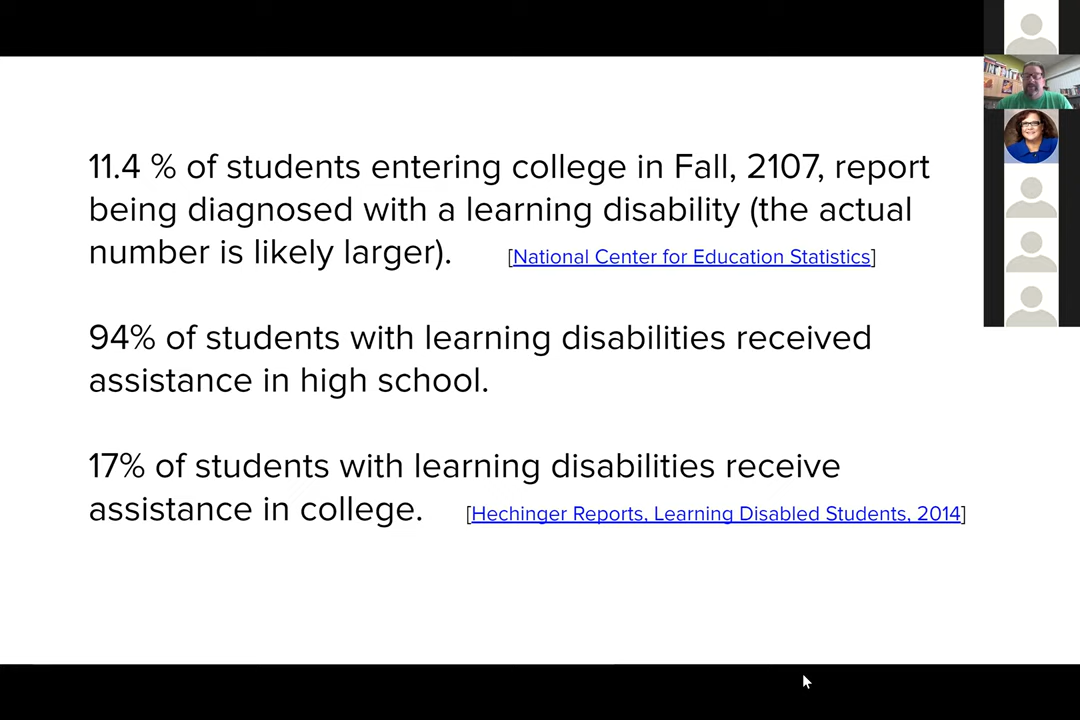 11.4 % of students entering college in Fall, 2107, report
being diagnosed with a learning disability (the actual
number is likely larger). [National Center for Education Statistics]
94% of students with learning disabilities received
assistance in high school.
17% of students with learning disabilities receive
assistance in college. [Hechinger Reports, Learning Disabled Students, 2014]